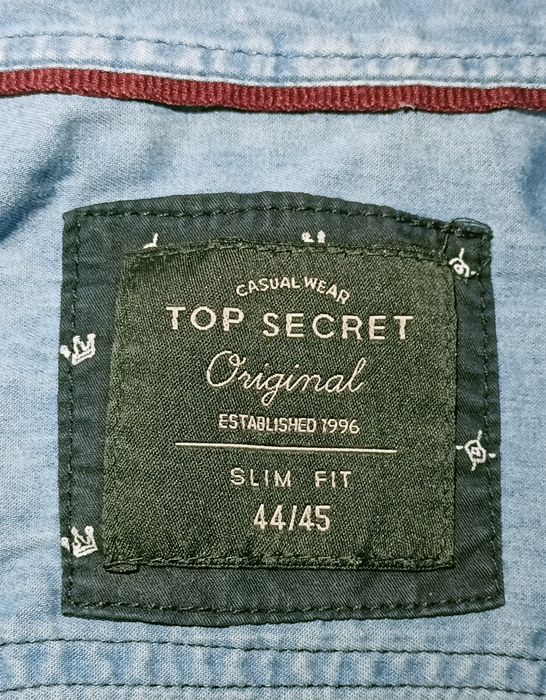 CASUAL WEAR
TOP SECRET
Original
ESTABLISHED 1996
SLIM FIT
44/45